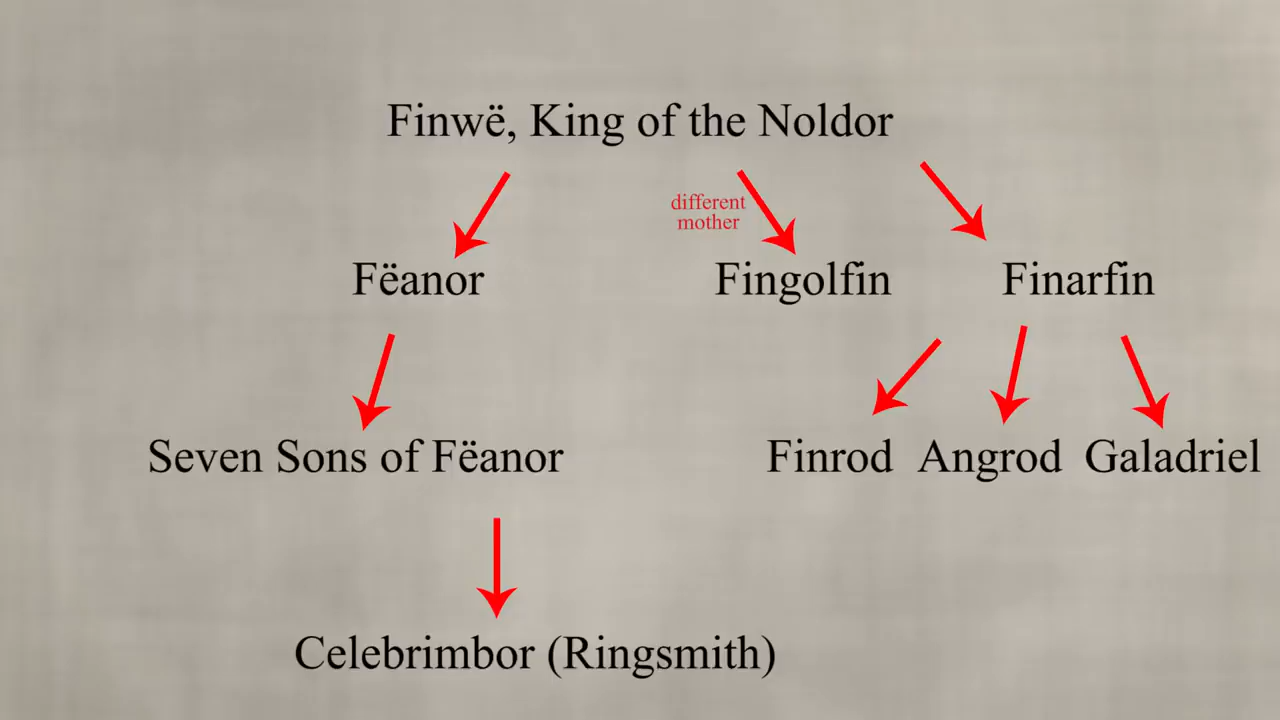 Finwë, King of the Noldor
different
mother
Fëanor
Fingolfin
Finarfin
Seven Sons of Fëanor
Finrod
Angrod
Galadriel
Celebrimbor (Ringsmith)